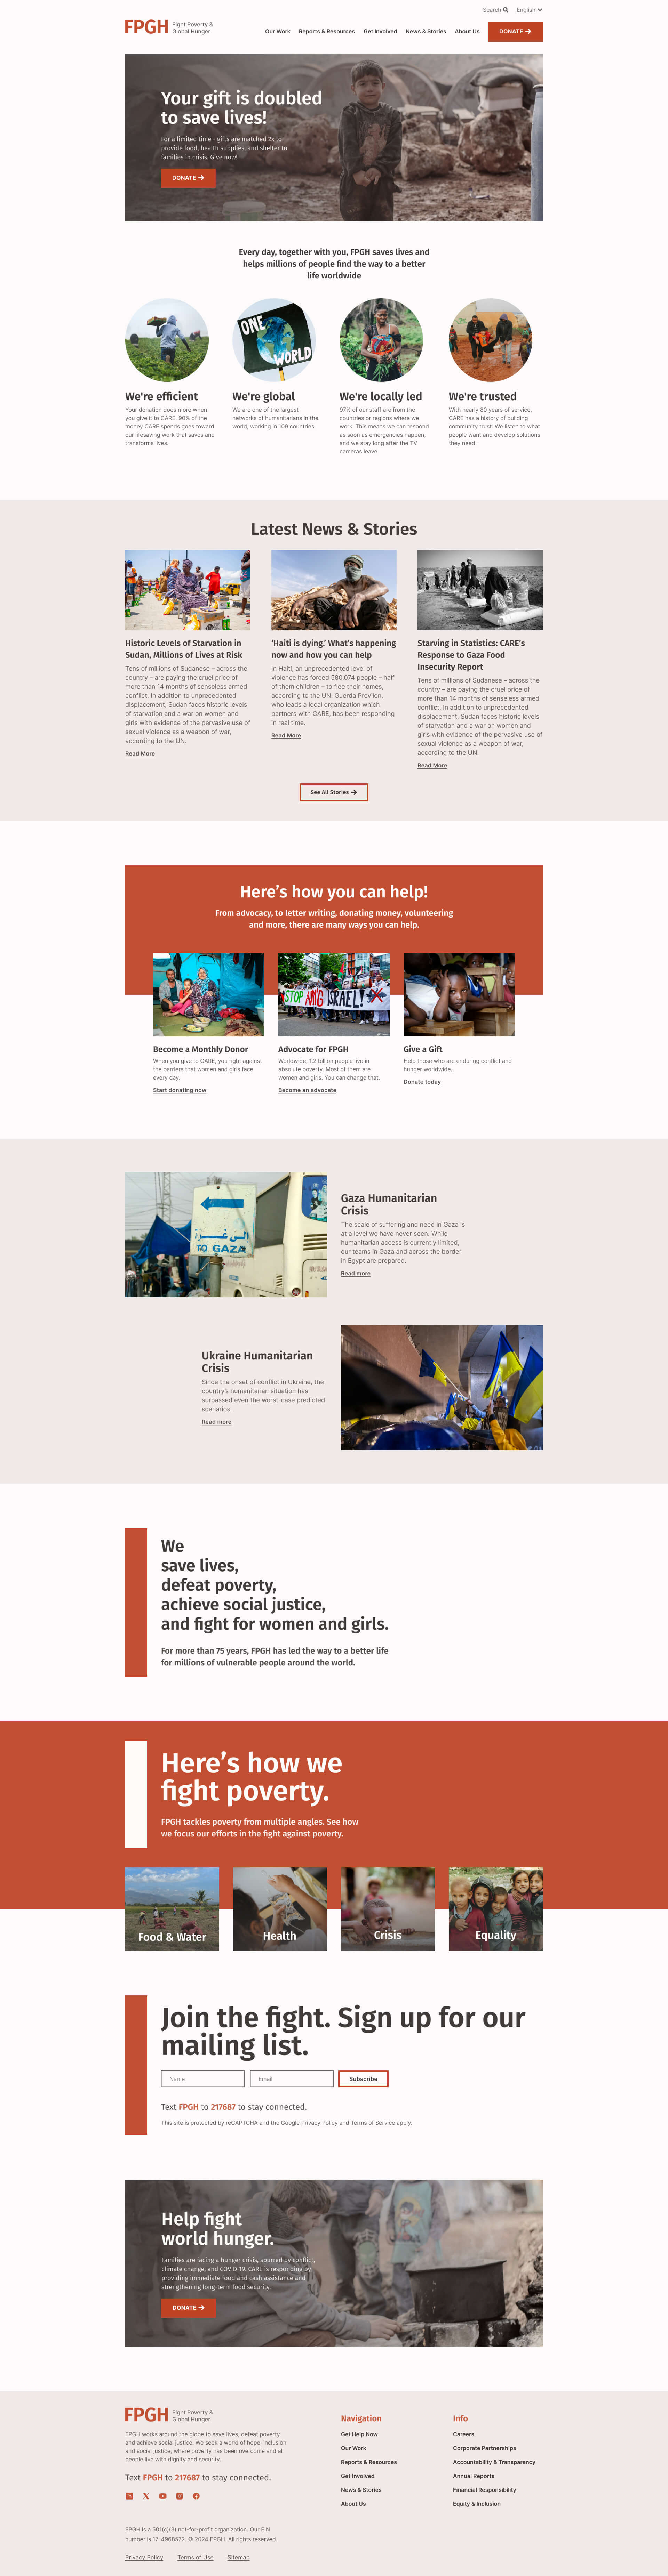 Search
English
FPGH
Fight Poverty &
Global Hunger
Our Work
Reports & Resources
Get Involved
News & Stories
About Us
DONATE
Your gift is doubled
to save lives!
For a limited time - gifts are matched 2x to
provide food, health supplies, and shelter to
families in crisis. Give now!
DONATE
Every day, together with you, FPGH saves lives and
helps millions of people find the way to a better
life worldwide
ONE
WORLD
We're efficient
Your donation does more when
you give it to CARE. 90% of the
money CARE spends goes toward
our lifesaving work that saves and
transforms lives.
We're global
We are one of the largest
networks of humanitarians in the
world, working in 109 countries.
We're locally led
97% of our staff are from the
countries or regions where we
work. This means we can respond
as soon as emergencies happen,
and we stay long after the TV
cameras leave.
We're trusted
With nearly 80 years of service,
CARE has a history of building
community trust. We listen to what
people want and develop solutions
they need.
Latest News & Stories
Historic Levels of Starvation in
Sudan, Millions of Lives at Risk
Tens of millions of Sudanese – across the
country – are paying the cruel price of
more than 14 months of senseless armed
conflict. In addition to unprecedented
displacement, Sudan faces historic levels
of starvation and a war on women and
girls with evidence of the pervasive use of
sexual violence as a weapon of war,
according to the UN.
Read More
‘Haiti is dying.’ What’s happening
now and how you can help
In Haiti, an unprecedented level of
violence has forced 580,074 people – half
of them children – to flee their homes,
according to the UN. Guerda Previlon,
who leads a local organization which
partners with CARE, has been responding
in real time.
Read More
Starving in Statistics: CARE’s
Response to Gaza Food
Insecurity Report
Tens of millions of Sudanese – across the
country – are paying the cruel price of
more than 14 months of senseless armed
conflict. In addition to unprecedented
displacement, Sudan faces historic levels
of starvation and a war on women and
girls with evidence of the pervasive use of
sexual violence as a weapon of war,
according to the UN.
Read More
See All Stories
Here’s how you can help!
From advocacy, to letter writing, donating money, volunteering
and more, there are many ways you can help.
STOP ISRAEL!
Become a Monthly Donor
When you give to CARE, you fight against
the barriers that women and girls face
every day.
Start donating now
Advocate for FPGH
Worldwide, 1.2 billion people live in
absolute poverty. Most of them are
women and girls. You can change that.
Become an advocate
Give a Gift
Help those who are enduring conflict and
hunger worldwide.
Donate today
TO GAZA
Gaza Humanitarian
Crisis
The scale of suffering and need in Gaza is
at a level we have never seen. While
humanitarian access is currently limited,
our teams in Gaza and across the border
in Egypt are prepared.
Read more
Ukraine Humanitarian
Crisis
Since the onset of conflict in Ukraine, the
country’s humanitarian situation has
surpassed even the worst-case predicted
scenarios.
Read more
We
save lives,
defeat poverty,
achieve social justice,
and fight for women and girls.
For more than 75 years, FPGH has led the way to a better life
for millions of vulnerable people around the world.
Here’s how we
fight poverty.
FPGH tackles poverty from multiple angles. See how
we focus our efforts in the fight against poverty.
Food & Water
Health
Crisis
Equality
Join the fight. Sign up for our
mailing list.
Name
Email
Subscribe
Text FPGH to 217687 to stay connected.
This site is protected by reCAPTCHA and the Google Privacy Policy and Terms of Service apply.
Help fight
world hunger.
Families are facing a hunger crisis, spurred by conflict,
climate change, and COVID-19. CARE is responding by
providing immediate food and cash assistance and
strengthening long-term food security.
DONATE
FPGH
Fight Poverty &
Global Hunger
FPGH works around the globe to save lives, defeat poverty
and achieve social justice. We seek a world of hope, inclusion
and social justice, where poverty has been overcome and all
people live with dignity and security.
Text FPGH to 217687 to stay connected.
FPGH is a 501(c)(3) not-for-profit organization. Our EIN
number is 17-4968572. © 2024 FPGH. All rights reserved.
Privacy Policy
Terms of Use
Sitemap
Navigation
Get Help Now
Our Work
Reports & Resources
Get Involved
News & Stories
About Us
Info
Careers
Corporate Partnerships
Accountability & Transparency
Annual Reports
Financial Responsibility
Equity & Inclusion